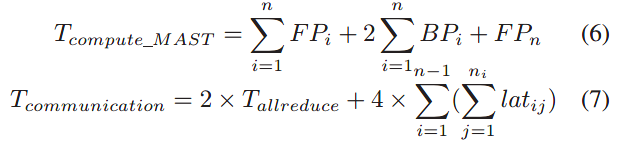 T_{compute\_MAST} = \sum_{i=1}^{n} FP_i + 2 \sum_{i=1}^{n} BP_i + FP_n (6)
T_{communication} = 2 \times T_{allreduce} + 4 \times \sum_{i=1}^{n-1} (\sum_{j=1}^{n_i} lat_{ij}) (7)